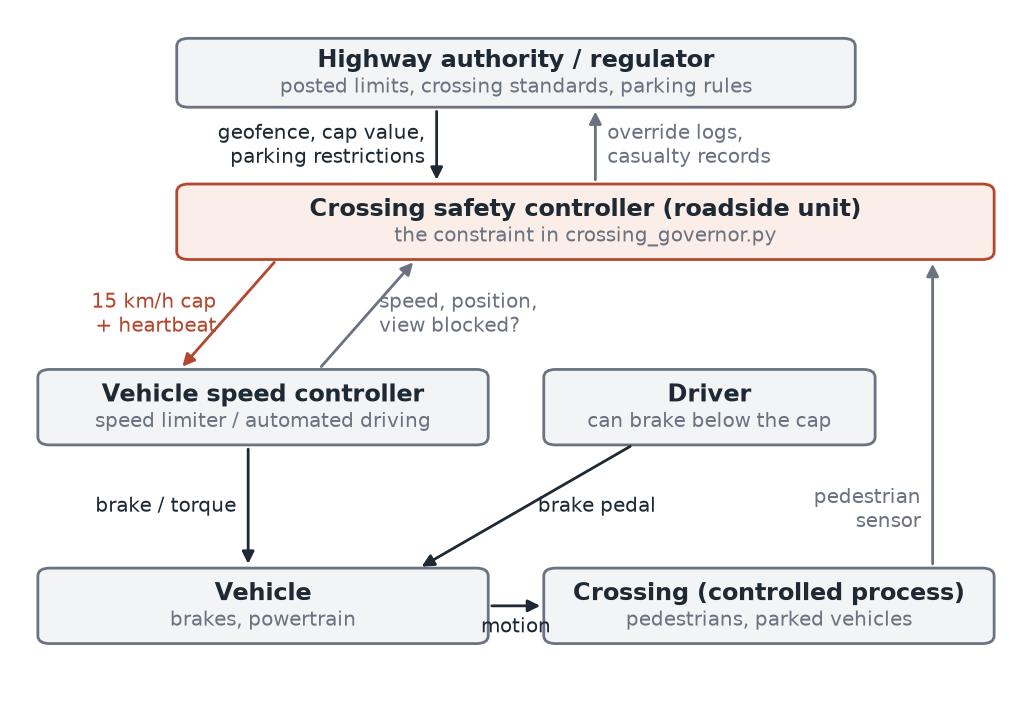 Highway authority / regulator
posted limits, crossing standards, parking rules
geofence, cap value,
parking restrictions
override logs,
casualty records
Crossing safety controller (roadside unit)
the constraint in crossing_governor.py
15 km/h cap
+ heartbeat
speed, position,
view blocked?
Vehicle speed controller
speed limiter / automated driving
Driver
can brake below the cap
brake / torque
brake pedal
pedestrian
sensor
Vehicle
brakes, powertrain
motion
Crossing (controlled process)
pedestrians, parked vehicles